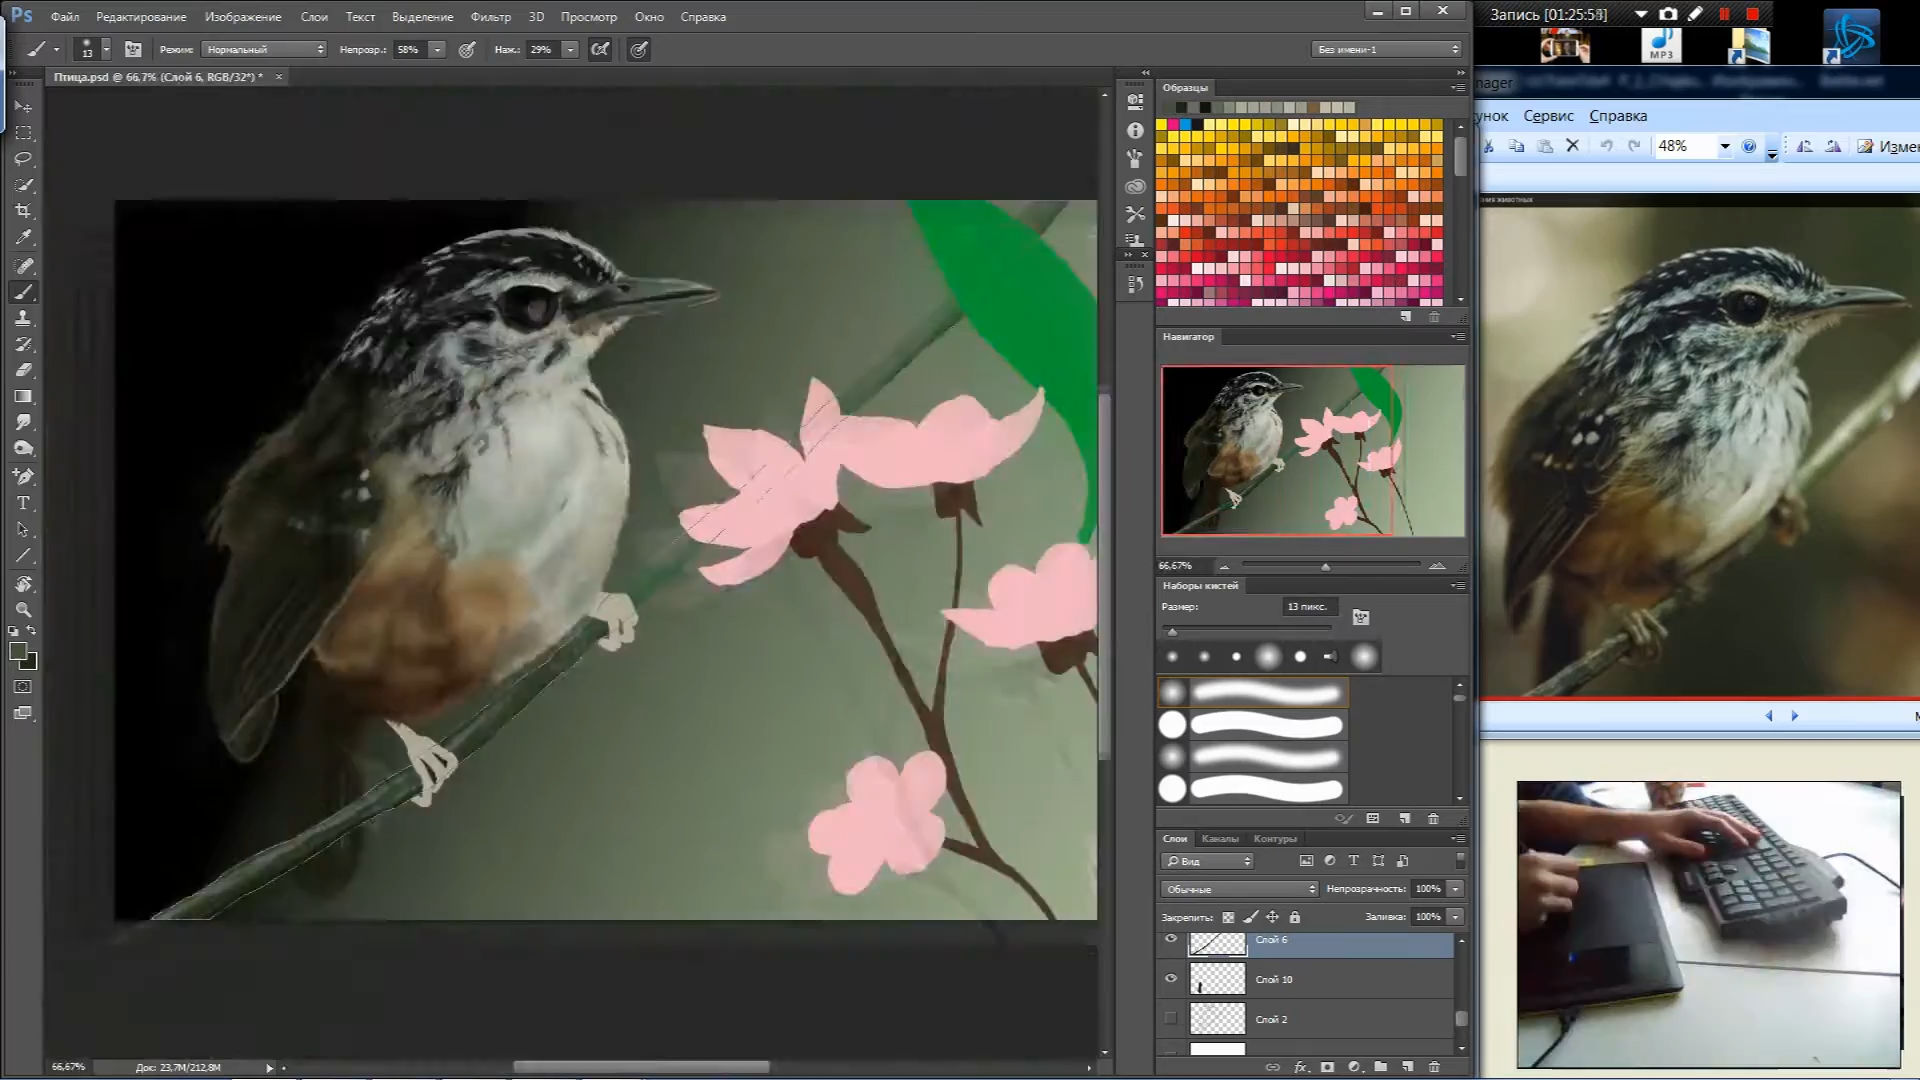 Ps Файл Редактирование Изображение Слои Текст Выделение Фильтр 3D Просмотр Окно Справка
Запись [01:25:55]
13 Режим: Нормальный Непрозр.: 58% Наж.: 29% Без имени-1
MP3
Птица.psd @ 66,7% (Слой 6, RGB/32*) * ×
Образцы
nager
унок Сервис Справка
48%
Измен
Навигатор
66,67%
Наборы кистей
Размер: 13 пикс.
Слои Каналы Контуры
Вид
Обычные Непрозрачность: 100%
Закрепить: Заливка: 100%
Слой 6
Слой 10
Слой 2
66,67% Док: 23,7M/212,8M
fx